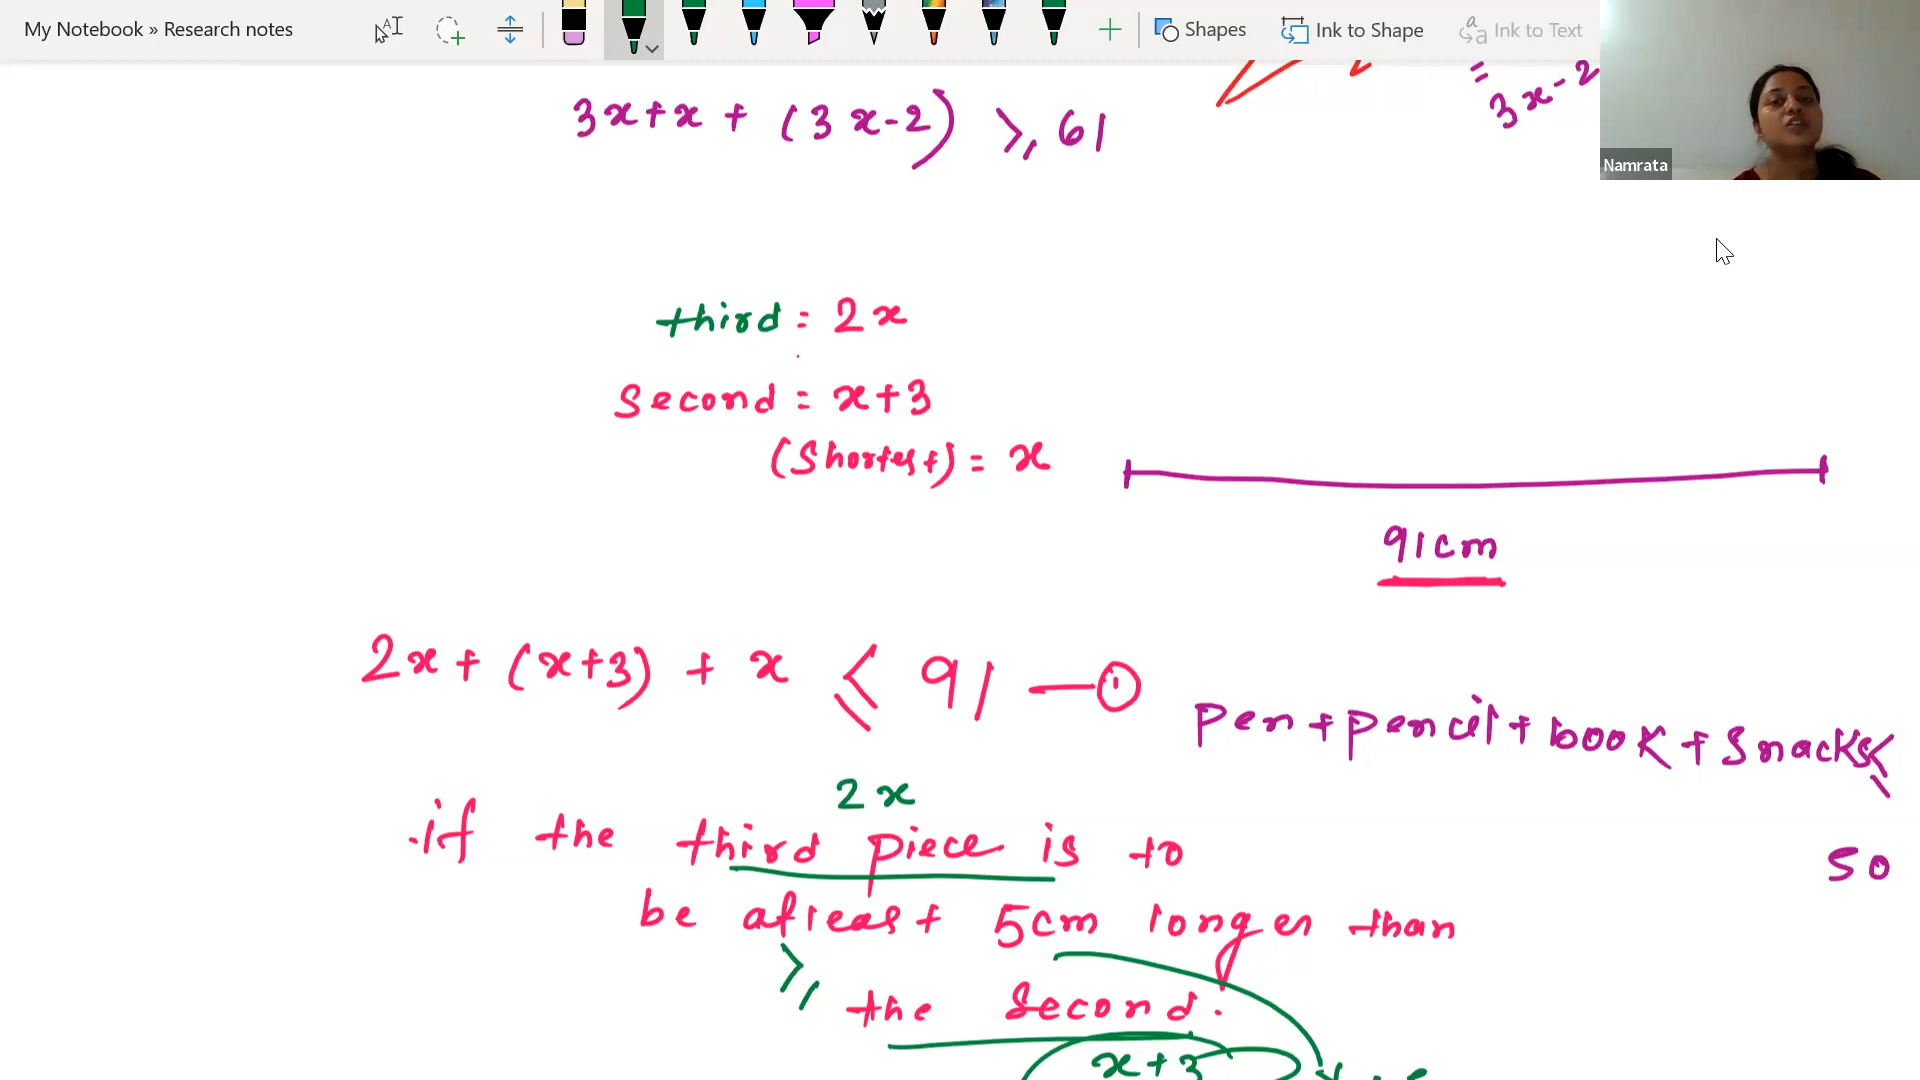 My Notebook » Research notes
Shapes
Ink to Shape
Ink to Text
Namrata
= 3x-2
3x+x + (3x-2) ≥ 61
third = 2x
second = x+3
(shortest) = x
91cm
2x + (x+3) + x ≤ 91 — ①
pen + pencil + book + snacks ≤
50
2x
if the third piece is to
be atleast 5cm longer than
≥
the second.
x+3